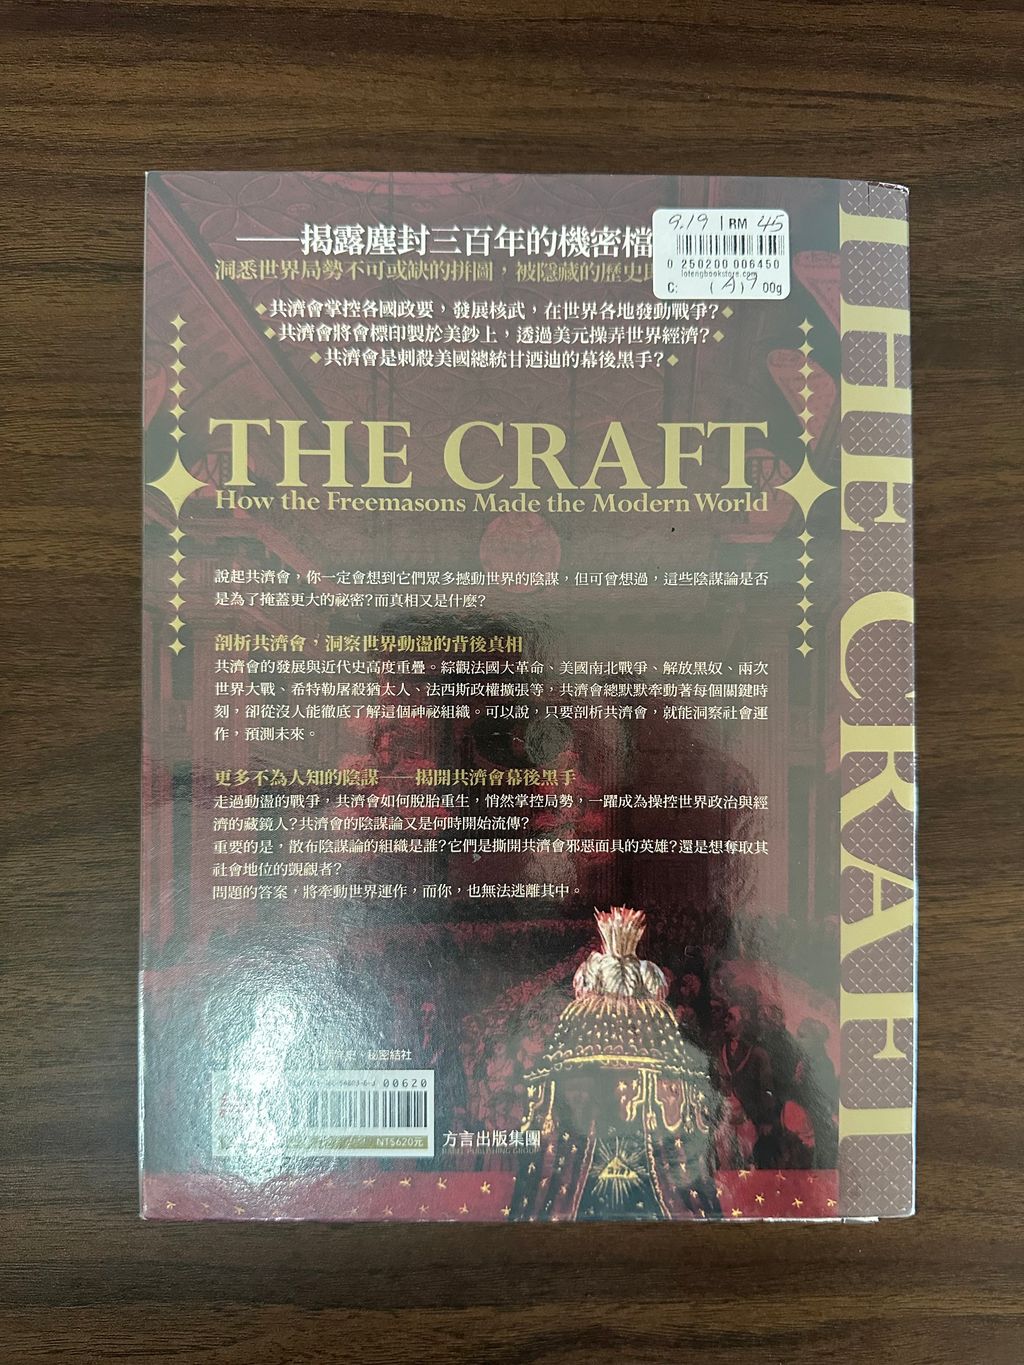 ——揭露塵封三百年的機密檔
洞悉世界局勢不可或缺的拼圖，被隱藏的歷史
9.19 | RM 45
0 250200 006450
lotengbookstore.com
C: (A)9 00g
◆共濟會掌控各國政要，發展核武，在世界各地發動戰爭?◆
◆共濟會將會標印製於美鈔上，透過美元操弄世界經濟?◆
◆共濟會是刺殺美國總統甘迺迪的幕後黑手?◆
THE CRAFT
How the Freemasons Made the Modern World
說起共濟會，你一定會想到它們眾多撼動世界的陰謀，但可曾想過，這些陰謀論是否
是為了掩蓋更大的祕密?而真相又是什麼?
剖析共濟會，洞察世界動盪的背後真相
共濟會的發展與近代史高度重疊。綜觀法國大革命、美國南北戰爭、解放黑奴、兩次
世界大戰、希特勒屠殺猶太人、法西斯政權擴張等，共濟會總默默牽動著每個關鍵時
刻，卻從沒人能徹底了解這個神祕組織。可以說，只要剖析共濟會，就能洞察社會運
作，預測未來。
更多不為人知的陰謀——揭開共濟會幕後黑手
走過動盪的戰爭，共濟會如何脫胎重生，悄然掌控局勢，一躍成為操控世界政治與經
濟的藏鏡人?共濟會的陰謀論又是何時開始流傳?
重要的是，散布陰謀論的組織是誰?它們是撕開共濟會邪惡面具的英雄?還是想奪取其
社會地位的覬覦者?
問題的答案，將牽動世界運作，而你，也無法逃離其中。
、秘密結社
00620
NT$620元
方言出版集團
BABEL PUBLISHING GROUP
THE CRAFT